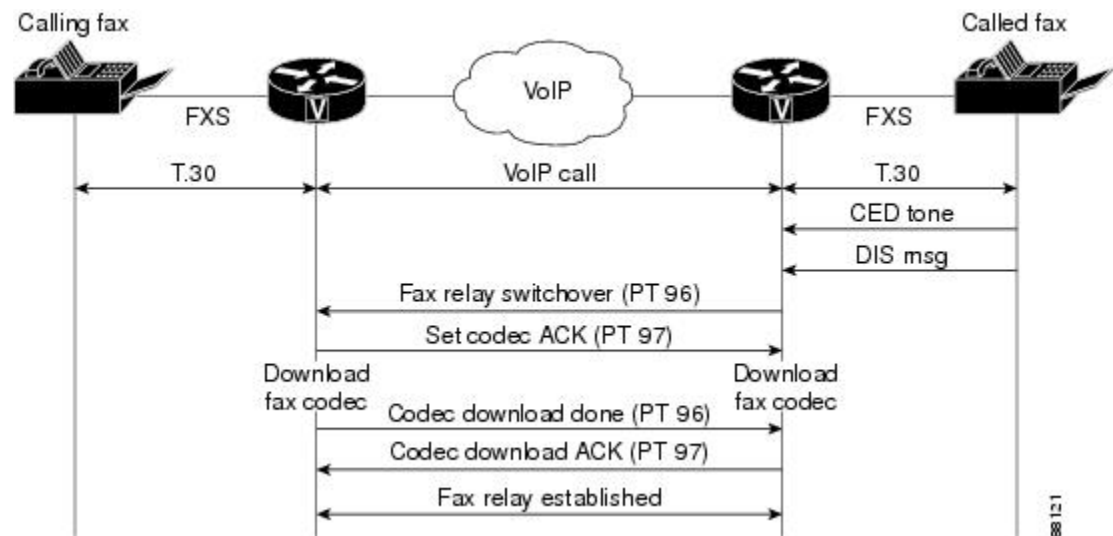 Calling fax
Called fax
VoIP
V
V
FXS
FXS
T.30
VoIP call
T.30
CED tone
DIS msg
Fax relay switchover (PT 96)
Set codec ACK (PT 97)
Download
fax codec
Download
fax codec
Codec download done (PT 96)
Codec download ACK (PT 97)
Fax relay established
88121